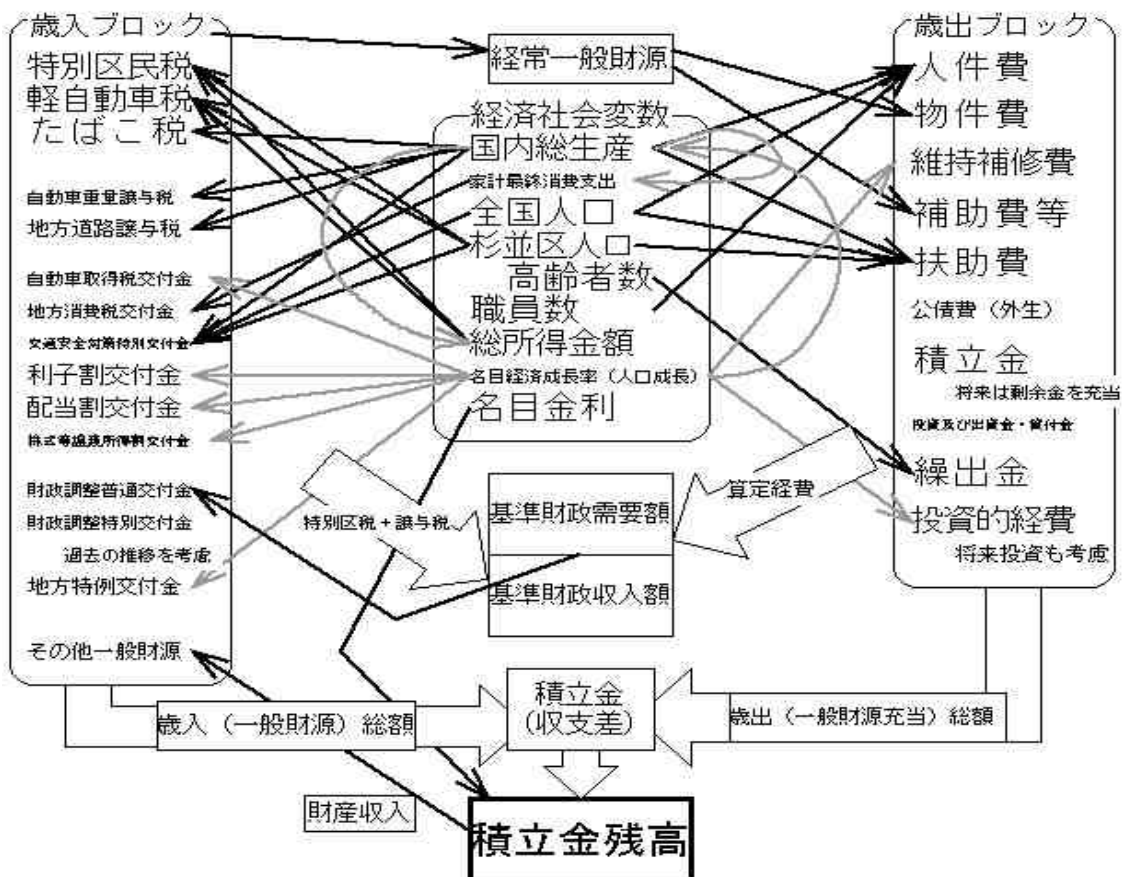 歳入ブロック
特別区民税
軽自動車税
たばこ税
自動車重量譲与税
地方道路譲与税
自動車取得税交付金
地方消費税交付金
交通安全対策特別交付金
利子割交付金
配当割交付金
株式等譲渡所得割交付金
財政調整普通交付金
財政調整特別交付金
過去の推移を考慮
地方特例交付金
その他一般財源
経常一般財源
経済社会変数
国内総生産
家計最終消費支出
全国人口
杉並区人口
高齢者数
職員数
総所得金額
名目経済成長率（人口成長）
名目金利
特別区税＋譲与税
算定経費
基準財政需要額
基準財政収入額
歳出ブロック
人件費
物件費
維持補修費
補助費等
扶助費
公債費（外生）
積立金
将来は剰余金を充当
投資及び出資金・貸付金
繰出金
投資的経費
将来投資も考慮
歳入（一般財源）総額
積立金
(収支差)
歳出（一般財源充当）総額
財産収入
積立金残高